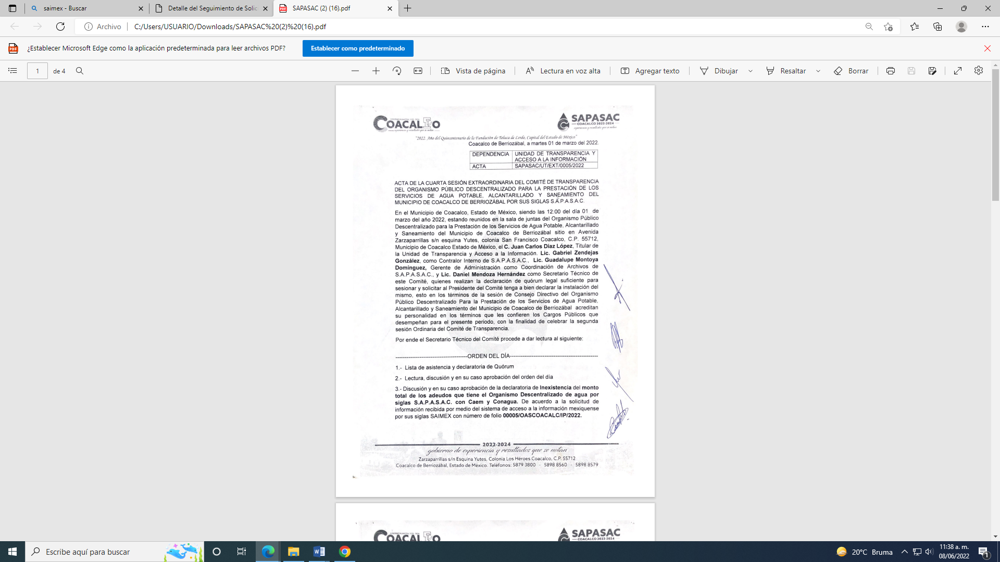 saimex - Buscar
Detalle del Seguimiento de Solic
SAPASAC (2) (16).pdf
Archivo
C:/Users/USUARIO/Downloads/SAPASAC%20(2)%20(16).pdf
¿Establecer Microsoft Edge como la aplicación predeterminada para leer archivos PDF?
Establecer como predeterminado
1 de 4
Vista de página
Lectura en voz alta
Agregar texto
Dibujar
Resaltar
Borrar
COACALCO
SAPASAC
COACALCO 2022-2024
"2022. Año del Quincentenario de la Fundación de Toluca de Lerdo, Capital del Estado de México"
Coacalco de Berriozábal, a martes 01 de marzo del 2022.
DEPENDENCIA UNIDAD DE TRANSPARENCIA Y
ACCESO A LA INFORMACIÓN
ACTA SAPASAC/UT/EXT/0005/2022
ACTA DE LA CUARTA SESIÓN EXTRAORDINARIA DEL COMITÉ DE TRANSPARENCIA
DEL ORGANISMO PÚBLICO DESCENTRALIZADO PARA LA PRESTACIÓN DE LOS
SERVICIOS DE AGUA POTABLE, ALCANTARILLADO Y SANEAMIENTO DEL
MUNICIPIO DE COACALCO DE BERRIOZÁBAL POR SUS SIGLAS S.A.P.A.S.A.C.
En el Municipio de Coacalco, Estado de México, siendo las 12:00 del día 01 de
marzo del año 2022, estando reunidos en la sala de juntas del Organismo Público
Descentralizado para la Prestación de los Servicios de Agua Potable, Alcantarillado
y Saneamiento del Municipio de Coacalco de Berriozábal sitio en Avenida
Zarzaparrillas s/n esquina Yutes, colonia San Francisco Coacalco, C.P. 55712,
Municipio de Coacalco Estado de México, el C. Juan Carlos Díaz López, Titular de
la Unidad de Transparencia y Acceso a la Información. Lic. Gabriel Zendejas
González, como Contralor Interno de S.A.P.A.S.A.C., Lic. Guadalupe Montoya
Domínguez, Gerente de Administración como Coordinación de Archivos de
S.A.P.A.S.A.C., y Lic. Daniel Mendoza Hernández como Secretario Técnico de
este Comité, quienes realizan la declaración de quórum legal suficiente para
sesionar y solicitar al Presidente del Comité tenga a bien declarar la instalación del
mismo, esto en los términos de la sesión de Consejo Directivo del Organismo
Público Descentralizado Para la Prestación de los Servicios de Agua Potable,
Alcantarillado y Saneamiento del Municipio de Coacalco de Berriozábal acreditan
su personalidad en los términos que les confieren los Cargos Públicos que
desempeñan para el presente periodo, con la finalidad de celebrar la segunda
sesión Ordinaria del Comité de Transparencia.
Por ende el Secretario Técnico del Comité procede a dar lectura al siguiente:
---------------------------------------ORDEN DEL DÍA------------------------------------------------
1.- Lista de asistencia y declaratoria de Quórum
2.- Lectura, discusión y en su caso aprobación del orden del día
3.- Discusión y en su caso aprobación de la declaratoria de Inexistencia del monto
total de los adeudos que tiene el Organismo Descentralizado de agua por
siglas S.A.P.A.S.A.C. con Caem y Conagua. De acuerdo a la solicitud de
información recibida por medio del sistema de acceso a la información mexiquense
por sus siglas SAIMEX con número de folio 00005/OASCOACALC/IP/2022.
2022-2024
gobierno de experiencia y resultados que se notan
Zarzaparrillas s/n Esquina Yutes, Colonia Los Héroes Coacalco, C.P. 55712
Coacalco de Berriozábal, Estado de México. Teléfonos: 5879 3800 - 5898 8560 - 5898 8579
COACALCO
SAPASAC
COACALCO 2022-2024
Escribe aquí para buscar
20°C Bruma
11:38 a. m.
08/06/2022
1